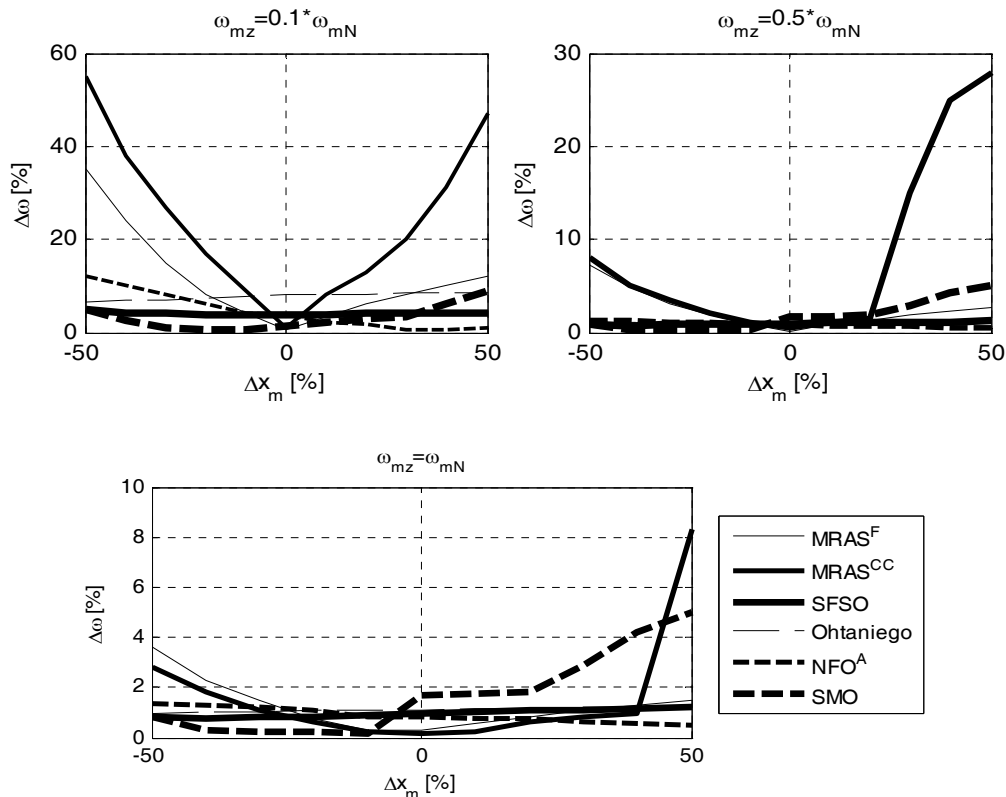 ω_mz=0.1*ω_mN
60
40
20
0
-50 0 50
Δω [%]
Δx_m [%]
ω_mz=0.5*ω_mN
30
20
10
0
-50 0 50
Δω [%]
Δx_m [%]
ω_mz=ω_mN
10
8
6
4
2
0
-50 0 50
Δω [%]
Δx_m [%]
MRAS^F
MRAS^CC
SFSO
Ohtaniego
NFO^A
SMO